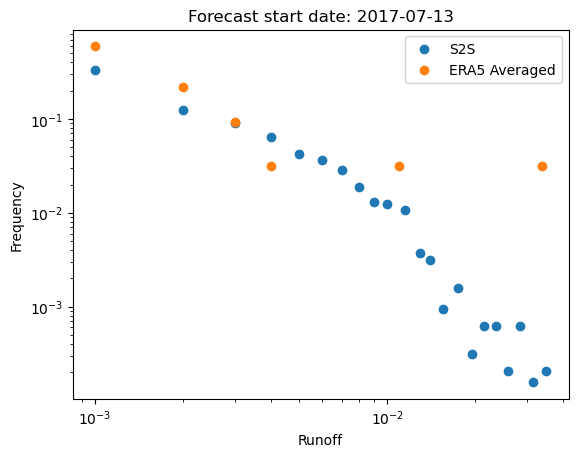 Forecast start date: 2017-07-13
S2S
ERA5 Averaged
Frequency
10⁻¹
10⁻²
10⁻³
10⁻³
10⁻²
Runoff